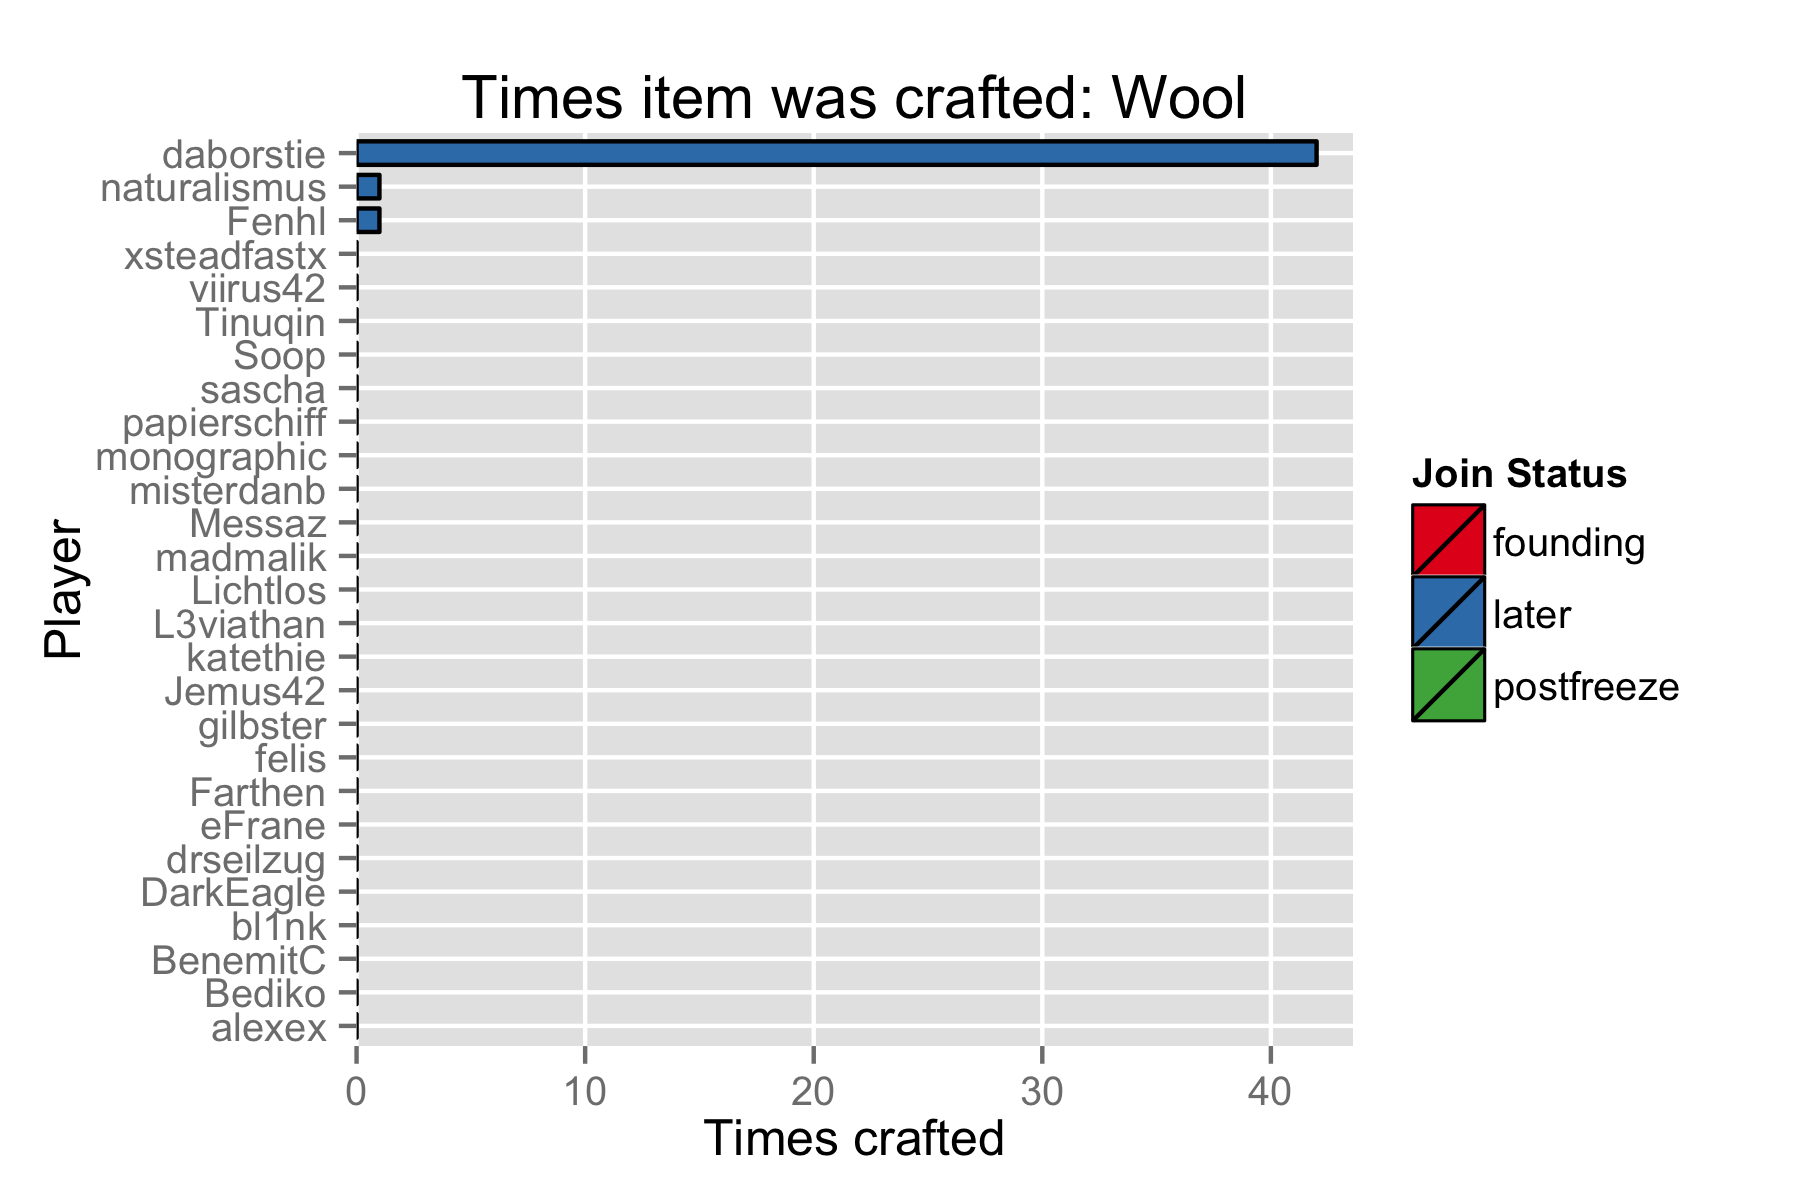 Times item was crafted: Wool
daborstie
naturalismus
Fenhl
xsteadfastx
viirus42
Tinuqin
Soop
sascha
papierschiff
monographic
misterdanb
Messaz
madmalik
Lichtlos
L3viathan
katethie
Jemus42
gilbster
felis
Farthen
eFrane
drseilzug
DarkEagle
bl1nk
BenemitC
Bediko
alexex
Player
0 10 20 30 40
Times crafted
Join Status
founding
later
postfreeze